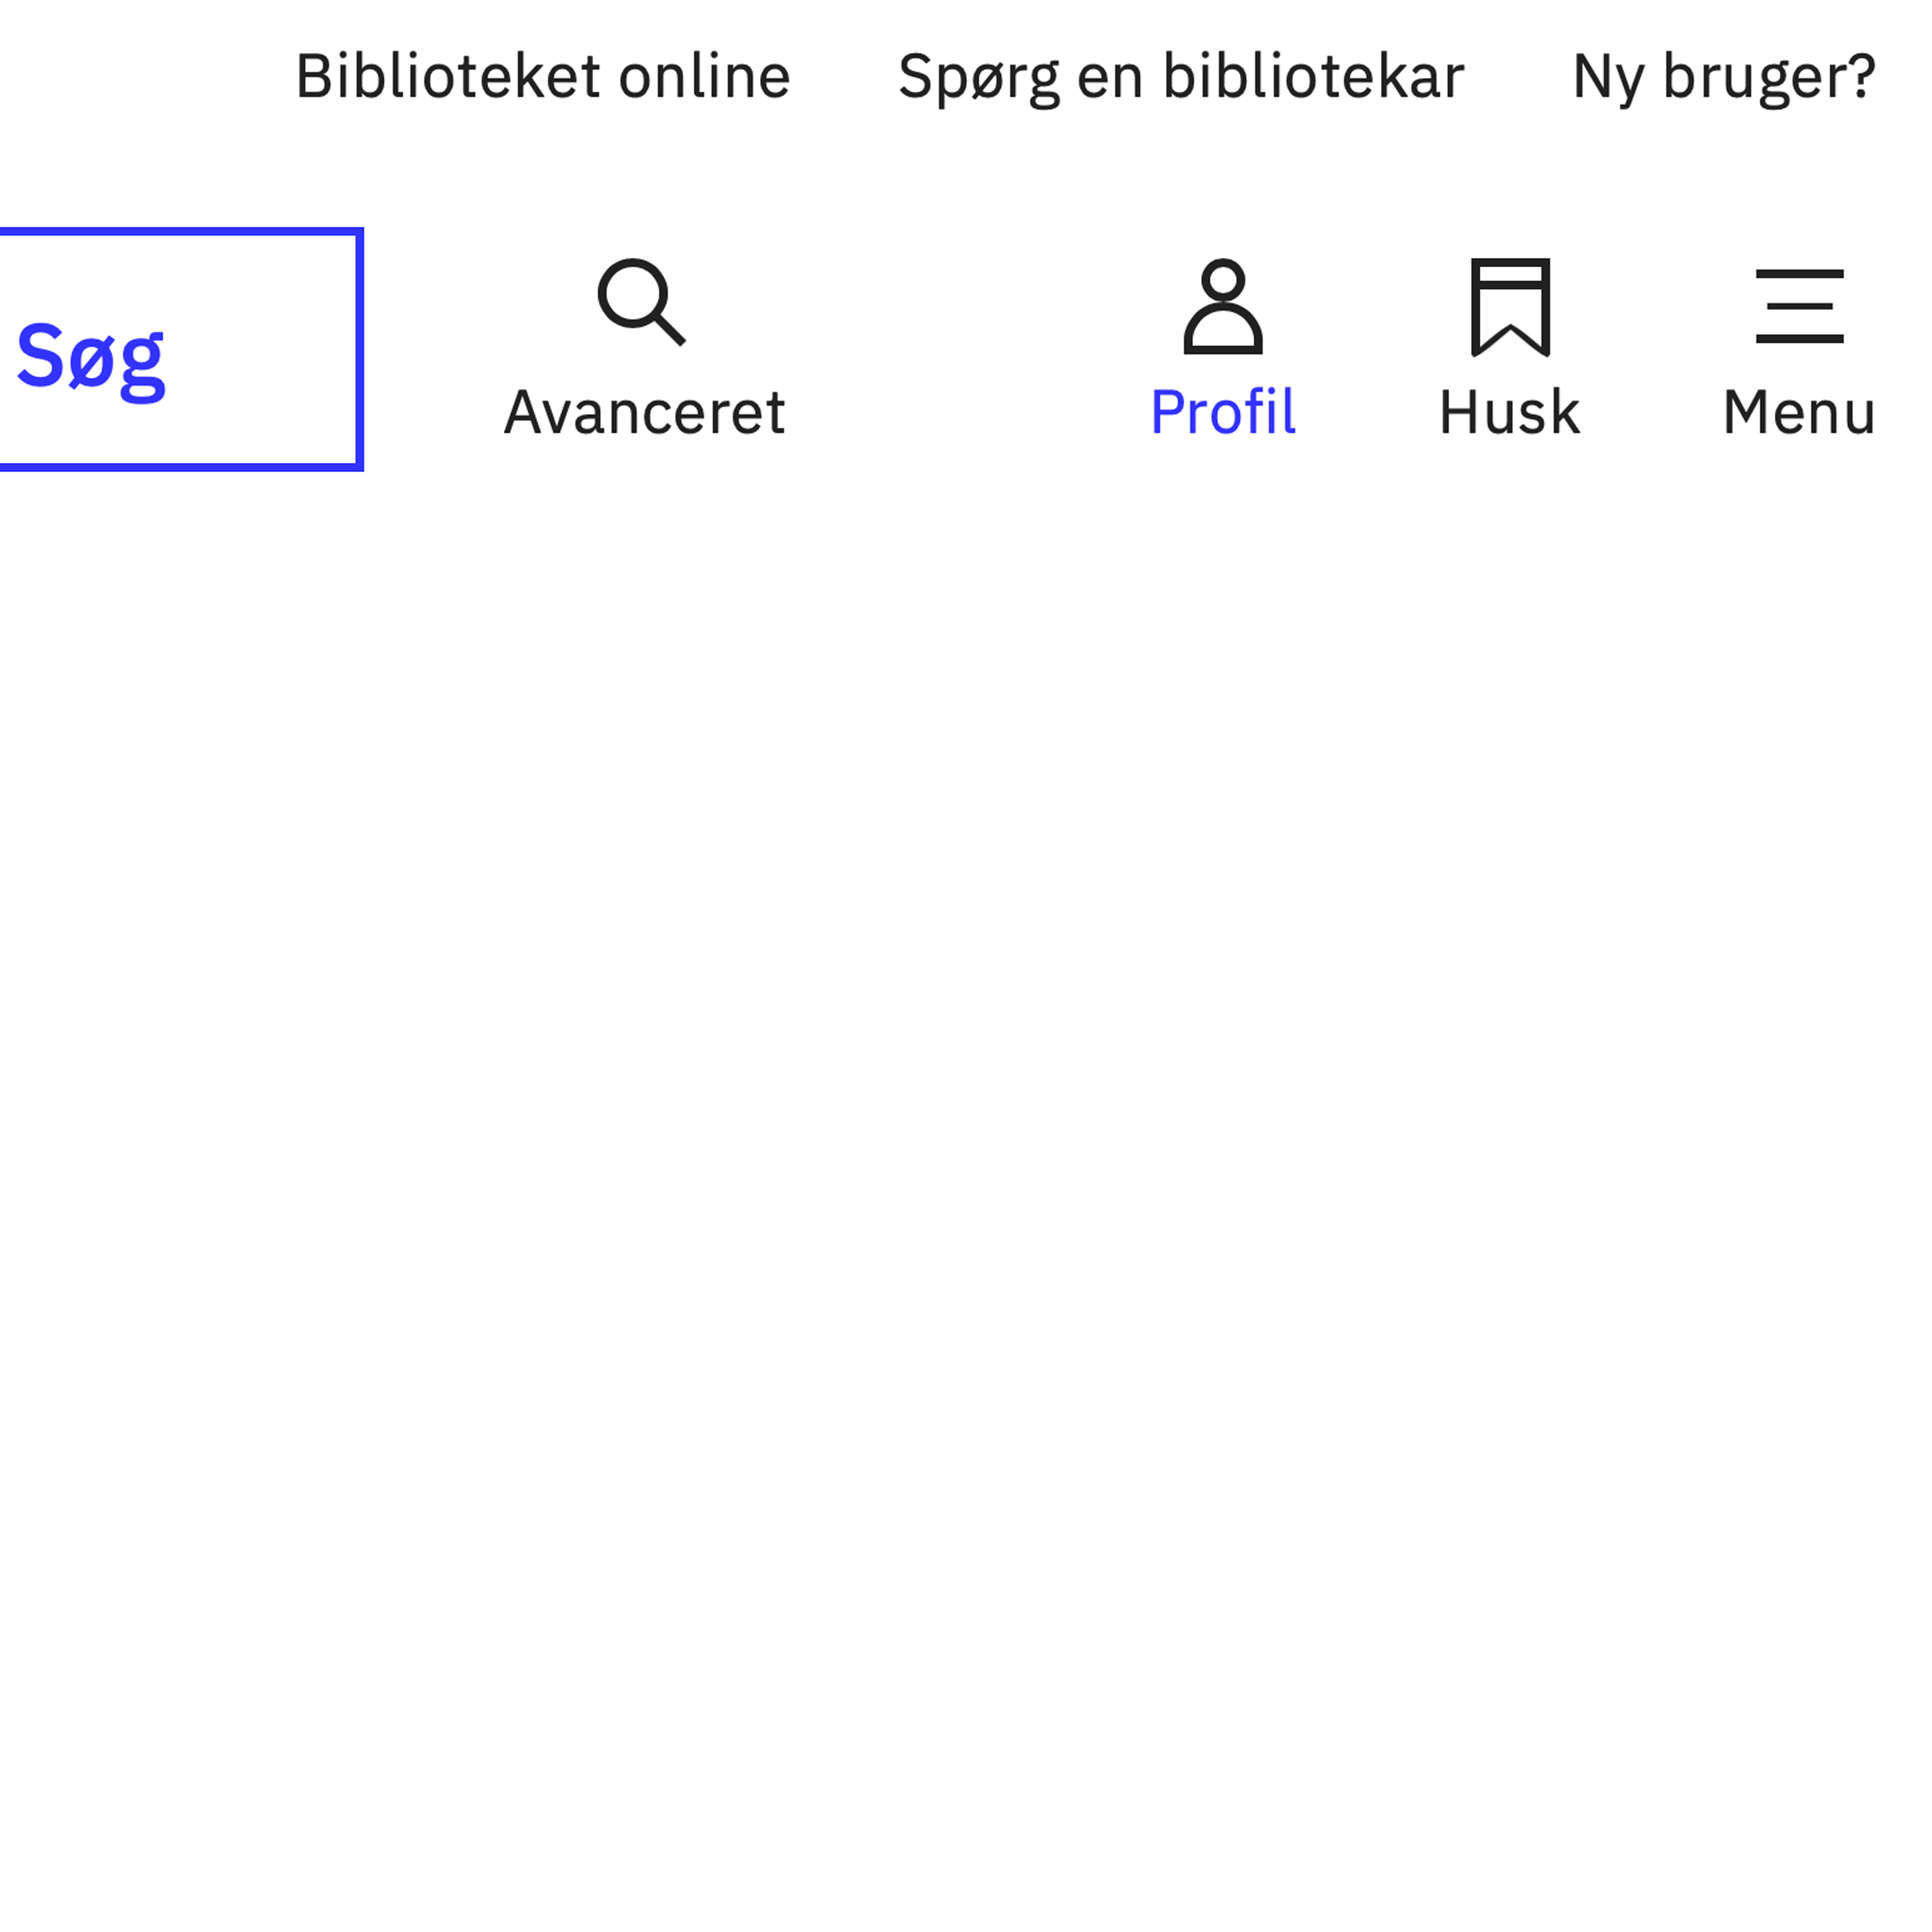 Biblioteket online Spørg en bibliotekar Ny bruger?
Søg
Avanceret Profil Husk Menu